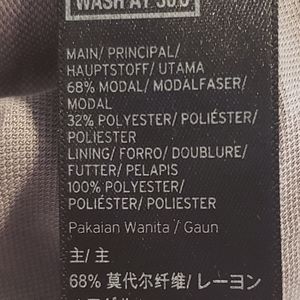 WASH AT 30°C
MAIN/ PRINCIPAL/
HAUPTSTOFF/ UTAMA
68% MODAL/ MODALFASER/
MODAL
32% POLYESTER/ POLIÉSTER/
POLIESTER
LINING/ FORRO/ DOUBLURE/
FUTTER/ PELAPIS
100% POLYESTER/
POLIÉSTER/ POLIESTER
Pakaian Wanita / Gaun
主/ 主
68% 莫代尔纤维/ レーヨン